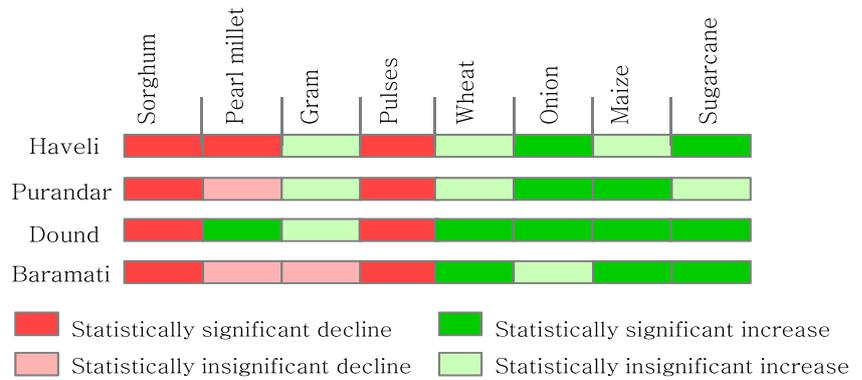 Sorghum
Pearl millet
Gram
Pulses
Wheat
Onion
Maize
Sugarcane
Haveli
Purandar
Dound
Baramati
Statistically significant decline
Statistically significant increase
Statistically insignificant decline
Statistically insignificant increase